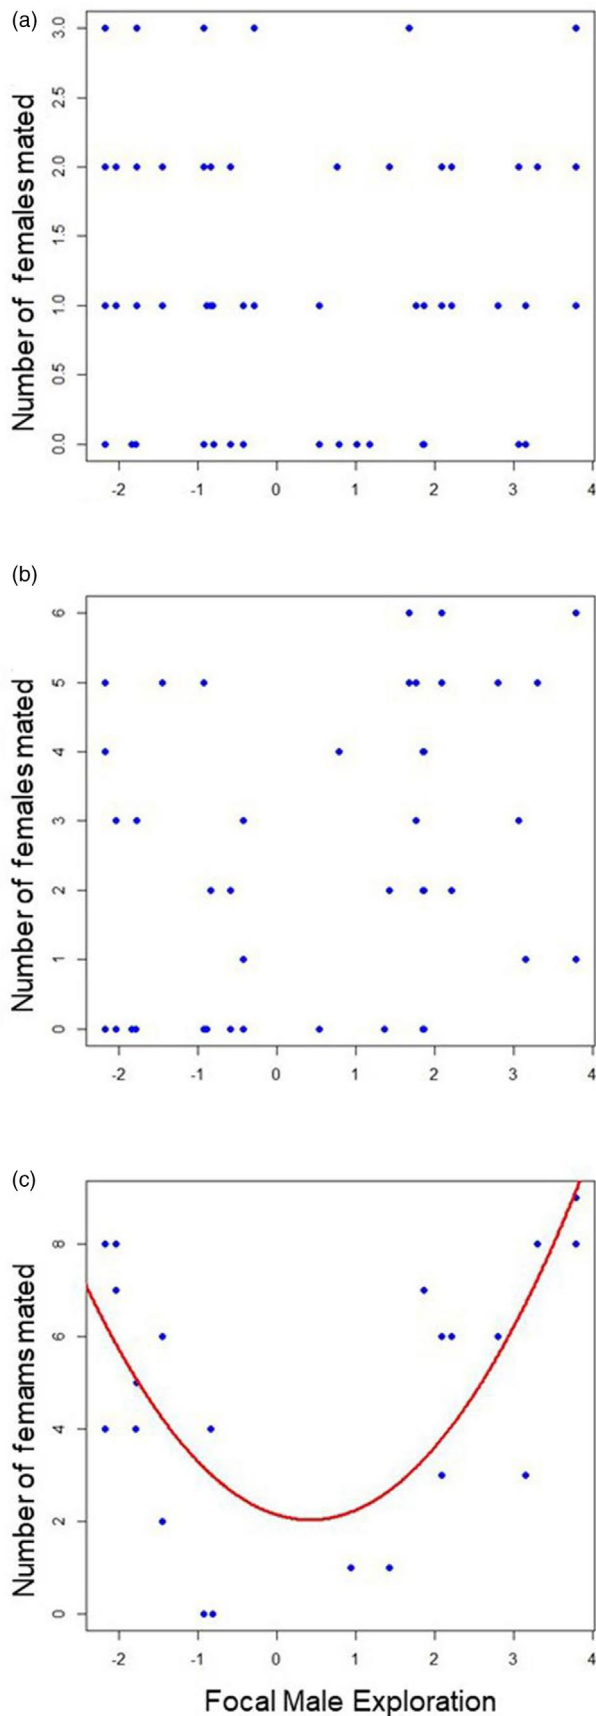 (a)
Number of females mated
3.0
2.5
2.0
1.5
1.0
0.5
0.0
-2 -1 0 1 2 3 4
(b)
Number of females mated
6
5
4
3
2
1
0
-2 -1 0 1 2 3 4
(c)
Number of femams mated
8
6
4
2
0
-2 -1 0 1 2 3 4
Focal Male Exploration